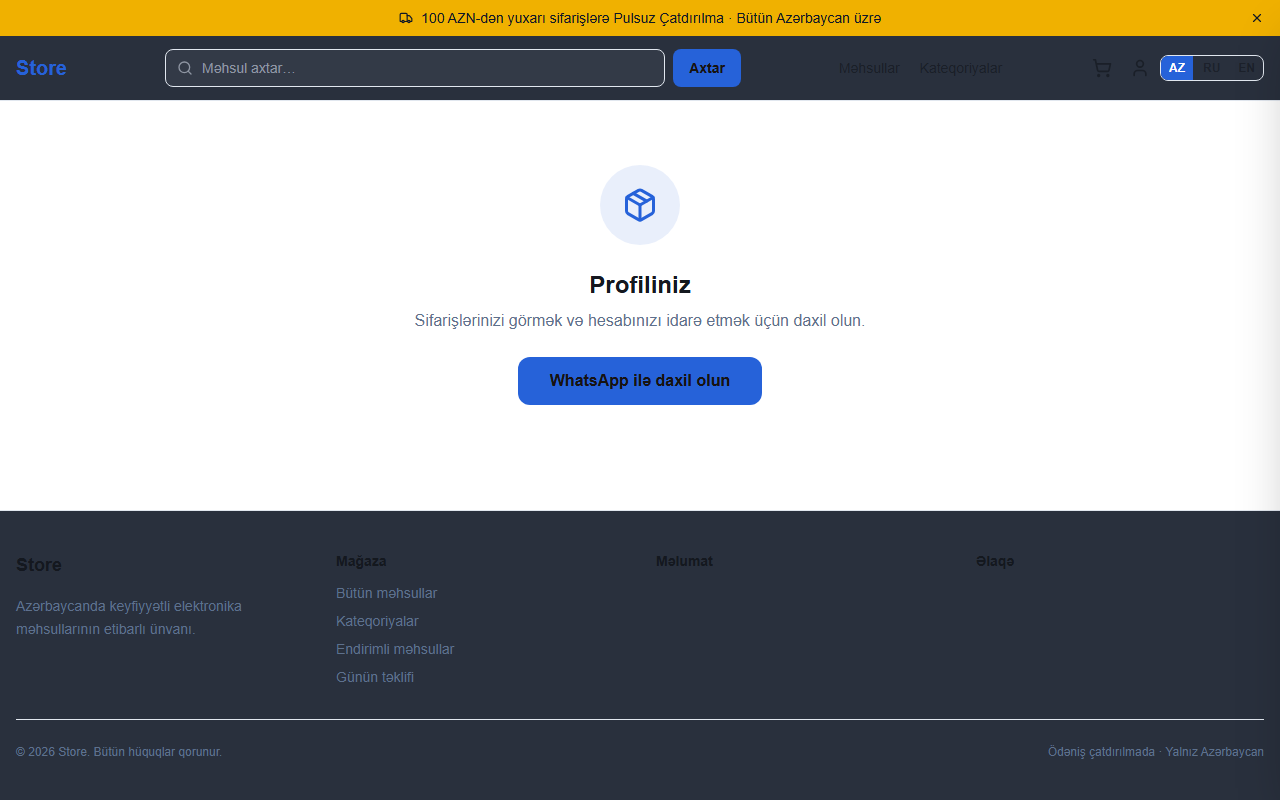 100 AZN-dən yuxarı sifarişlərə Pulsuz Çatdırılma · Bütün Azərbaycan üzrə
Store
Məhsul axtar…
Axtar
Məhsullar
Kateqoriyalar
AZ
RU
EN
Profiliniz
Sifarişlərinizi görmək və hesabınızı idarə etmək üçün daxil olun.
WhatsApp ilə daxil olun
Store
Azərbaycanda keyfiyyətli elektronika
məhsullarının etibarlı ünvanı.
Mağaza
Bütün məhsullar
Kateqoriyalar
Endirimli məhsullar
Günün təklifi
Məlumat
Əlaqə
© 2026 Store. Bütün hüquqlar qorunur.
Ödəniş çatdırılmada · Yalnız Azərbaycan